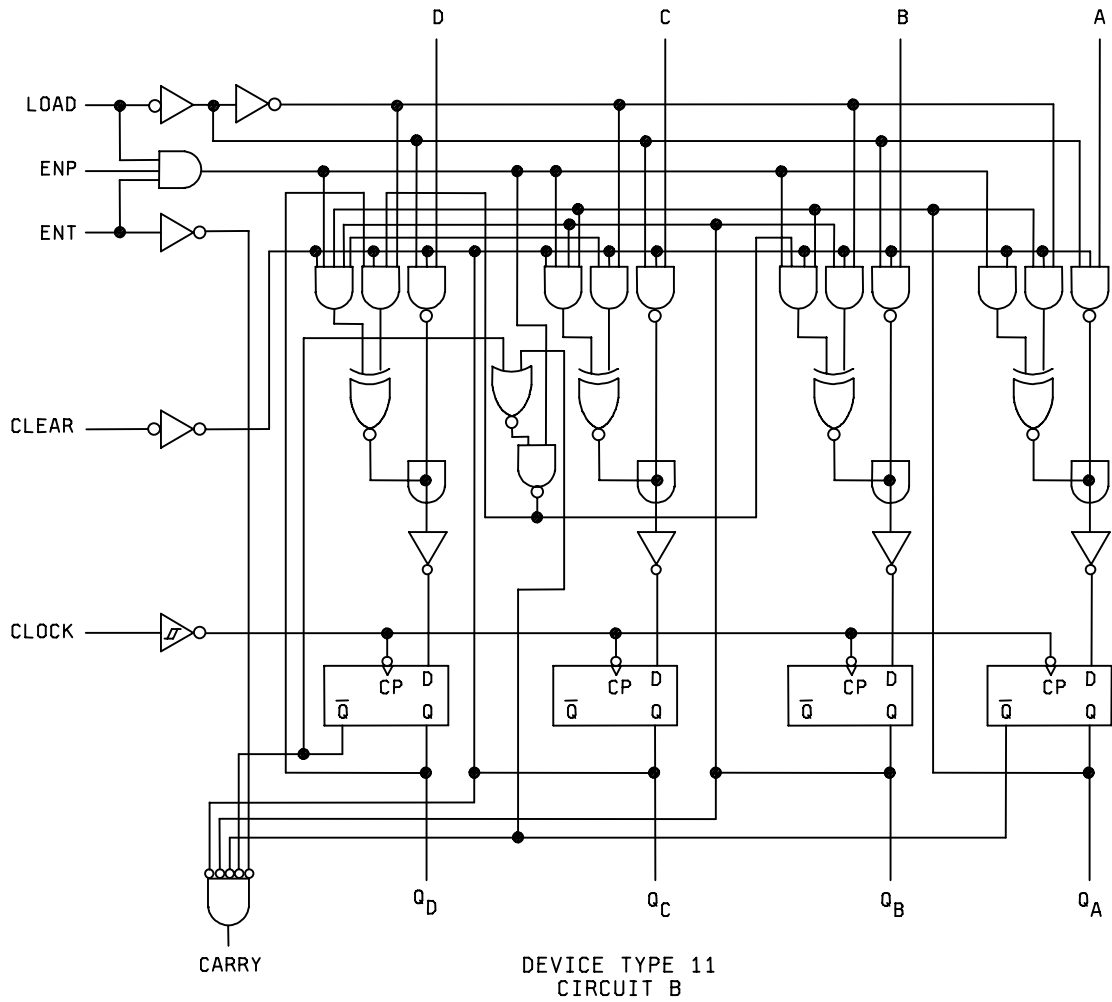 D C B A
LOAD
ENP
ENT
CLEAR
CLOCK
CP D CP D CP D CP D
Q̅ Q Q̅ Q Q̅ Q Q̅ Q
QD QC QB QA
CARRY
DEVICE TYPE 11
CIRCUIT B